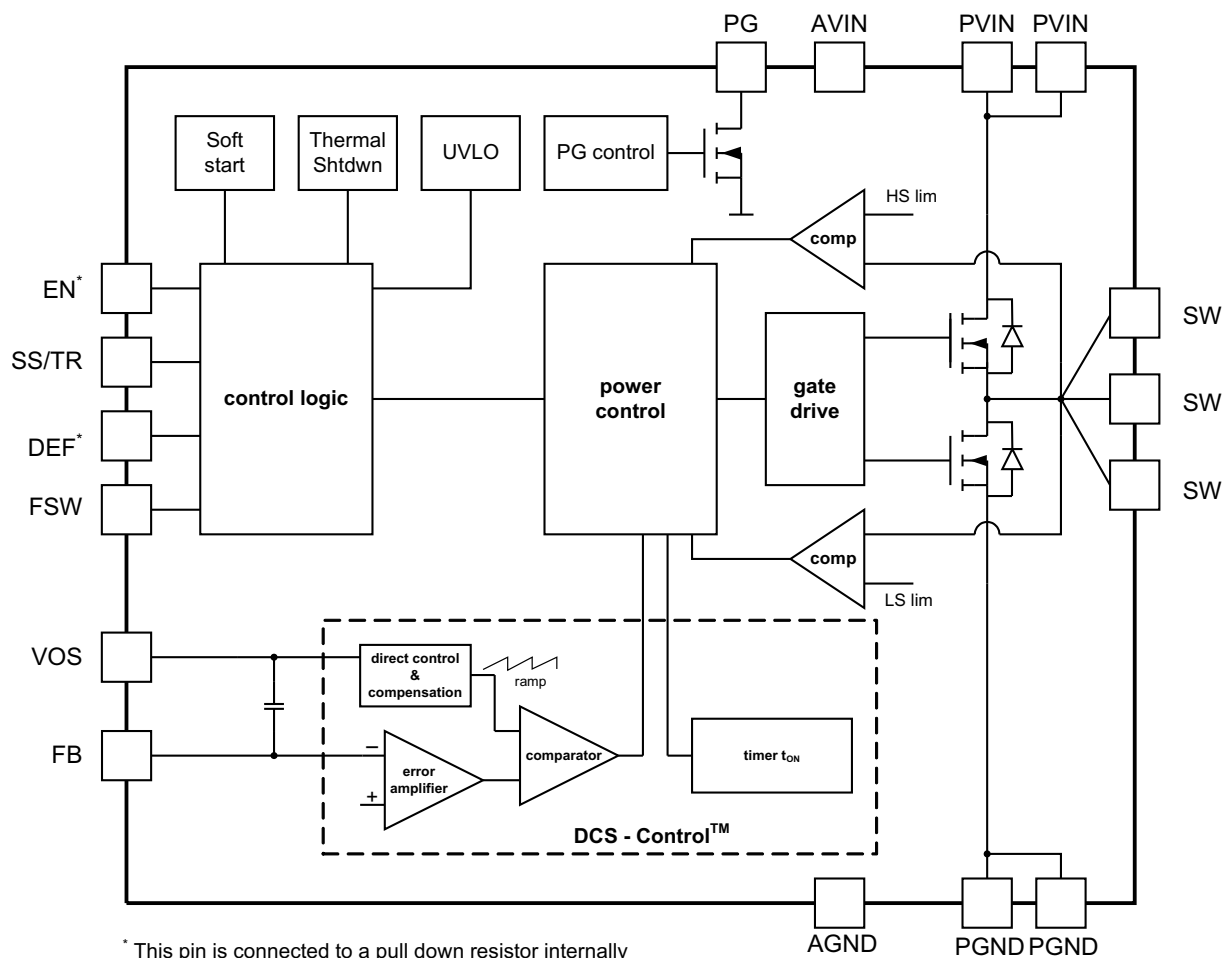 PG AVIN PVIN PVIN
Soft
start
Thermal
Shtdwn
UVLO
PG control
HS lim
comp
EN*
SS/TR
DEF*
FSW
control logic
power
control
gate
drive
SW
SW
SW
comp
LS lim
VOS
FB
direct control
&
compensation
ramp
−
+
error
amplifier
comparator
timer tON
DCS - Control™
AGND PGND PGND
* This pin is connected to a pull down resistor internally